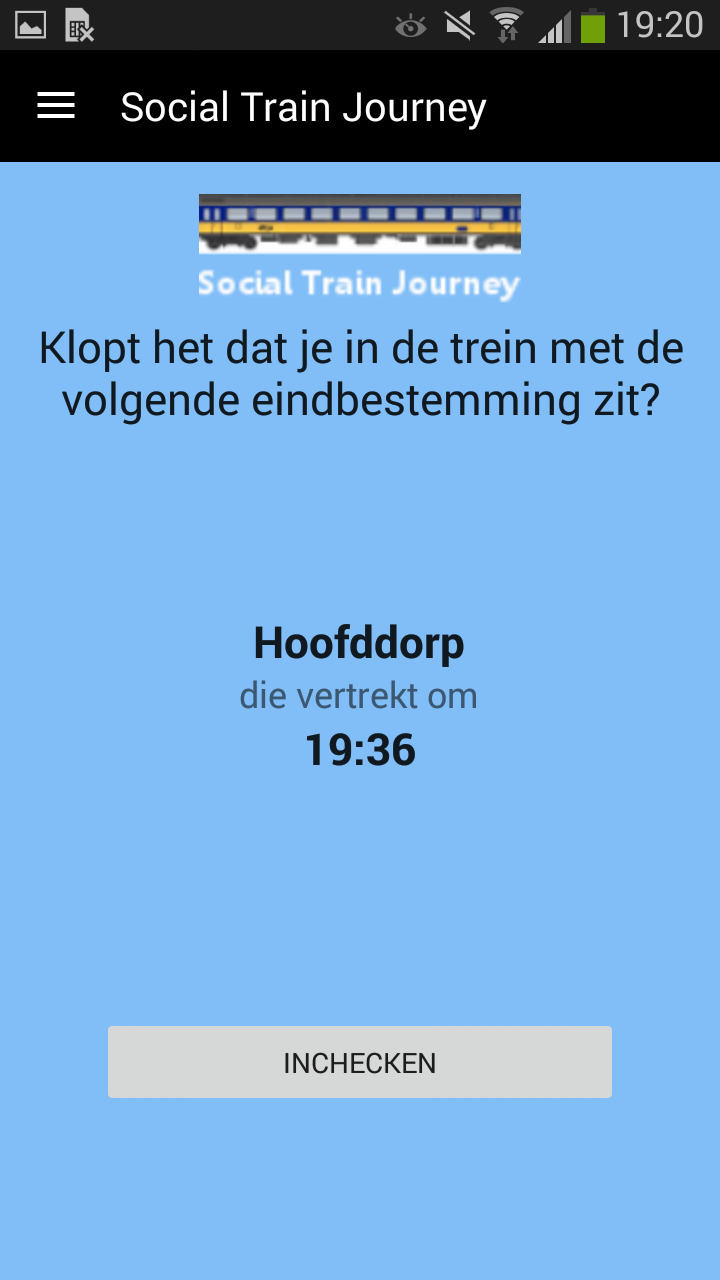 19:20
Social Train Journey
Social Train Journey
Klopt het dat je in de trein met de
volgende eindbestemming zit?
Hoofddorp
die vertrekt om
19:36
INCHECKEN